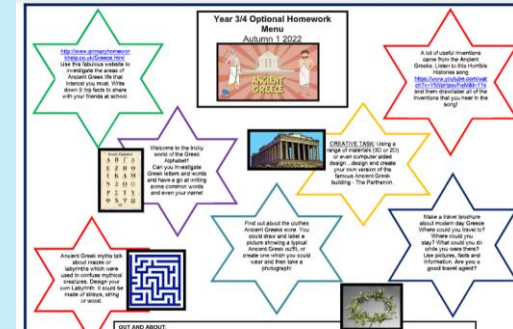 Year 3/4 Optional Homework
Menu
Autumn 1 2022
ANCIENT
GREECE
Use this fabulous website to
investigate the areas of
Ancient Greek life that
interest you most. Write
down 5 top facts to share
with your friends at school.
A lot of useful inventions
came from the Ancient
Greeks. Listen to this Horrible
Histories song
and then draw/label all of the
inventions that you hear in the
song!
Welcome to the tricky
world of the Greek
Alphabet!
Can you investigate
Greek letters and words
and have a go at writing
some common words
and even your name!
CREATIVE TASK: Using a
range of materials (3D or 2D)
or even computer aided
design…design and create
your own version of the
famous Ancient Greek
building - The Parthenon.
Ancient Greek myths talk
about mazes or
labyrinths which were
used to confuse mythical
creatures. Design your
own Labyrinth. It could be
made of straws, string
or wood.
Find out about the clothes
Ancient Greeks wore. You
could draw and label a
picture showing a typical
Ancient Greek outfit, or
create one which you could
wear and then take a
photograph!
Make a travel brochure
about modern day Greece
Where could you travel to?
Where could you
stay? What could you do
while you were there?
Use pictures, facts and
information. Are you a
good travel agent?
OUT AND ABOUT: